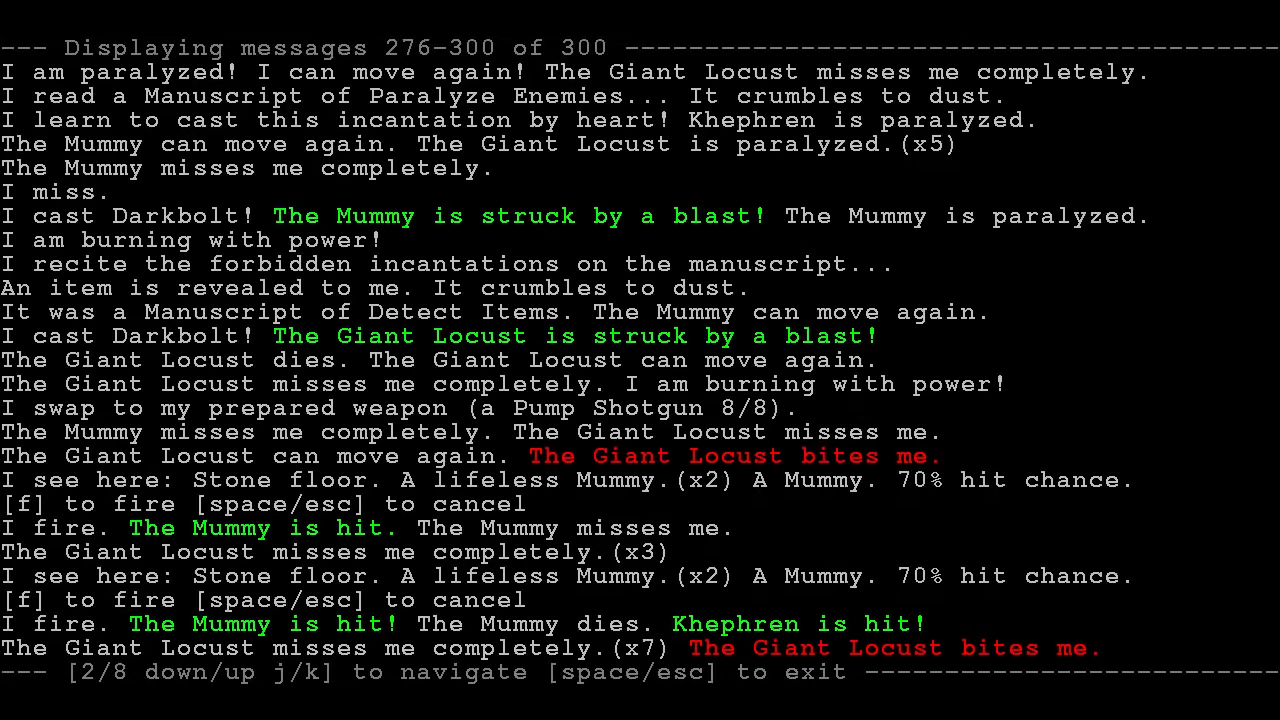 --- Displaying messages 276-300 of 300 -----------------------------------------
I am paralyzed! I can move again! The Giant Locust misses me completely.
I read a Manuscript of Paralyze Enemies... It crumbles to dust.
I learn to cast this incantation by heart! Khephren is paralyzed.
The Mummy can move again. The Giant Locust is paralyzed.(x5)
The Mummy misses me completely.
I miss.
I cast Darkbolt! The Mummy is struck by a blast! The Mummy is paralyzed.
I am burning with power!
I recite the forbidden incantations on the manuscript...
An item is revealed to me. It crumbles to dust.
It was a Manuscript of Detect Items. The Mummy can move again.
I cast Darkbolt! The Giant Locust is struck by a blast!
The Giant Locust dies. The Giant Locust can move again.
The Giant Locust misses me completely. I am burning with power!
I swap to my prepared weapon (a Pump Shotgun 8/8).
The Mummy misses me completely. The Giant Locust misses me.
The Giant Locust can move again. The Giant Locust bites me.
I see here: Stone floor. A lifeless Mummy.(x2) A Mummy. 70% hit chance.
[f] to fire [space/esc] to cancel
I fire. The Mummy is hit. The Mummy misses me.
The Giant Locust misses me completely.(x3)
I see here: Stone floor. A lifeless Mummy.(x2) A Mummy. 70% hit chance.
[f] to fire [space/esc] to cancel
I fire. The Mummy is hit! The Mummy dies. Khephren is hit!
The Giant Locust misses me completely.(x7) The Giant Locust bites me.
--- [2/8 down/up j/k] to navigate [space/esc] to exit --------------------------